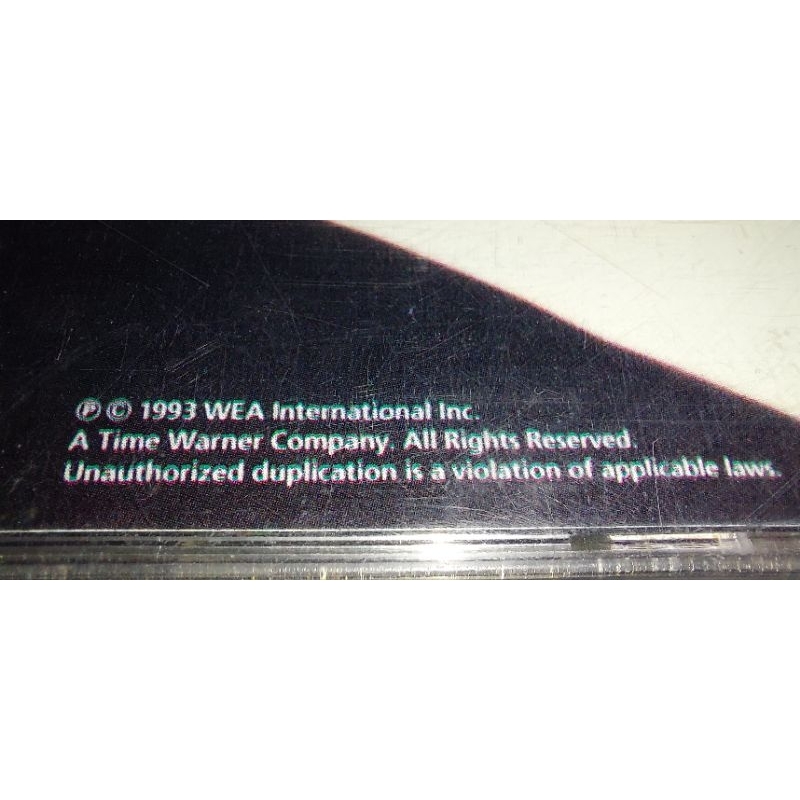 ℗ © 1993 WEA International Inc.
A Time Warner Company. All Rights Reserved.
Unauthorized duplication is a violation of applicable laws.